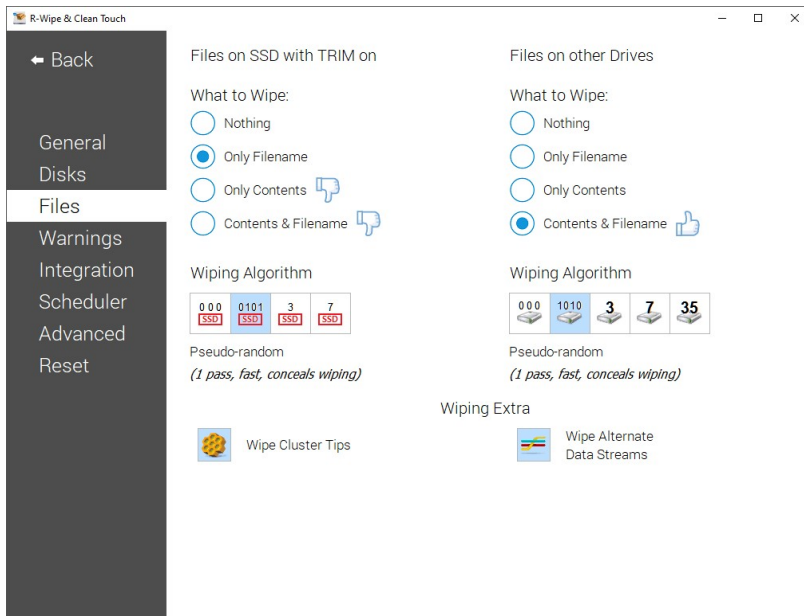 R-Wipe & Clean Touch
Back
General
Disks
Files
Warnings
Integration
Scheduler
Advanced
Reset
Files on SSD with TRIM on
What to Wipe:
Nothing
Only Filename
Only Contents
Contents & Filename
Wiping Algorithm
0 0 0 0101 3 7
SSD SSD SSD SSD
Pseudo-random
(1 pass, fast, conceals wiping)
Files on other Drives
What to Wipe:
Nothing
Only Filename
Only Contents
Contents & Filename
Wiping Algorithm
000 1010 3 7 35
Pseudo-random
(1 pass, fast, conceals wiping)
Wiping Extra
Wipe Cluster Tips
Wipe Alternate
Data Streams